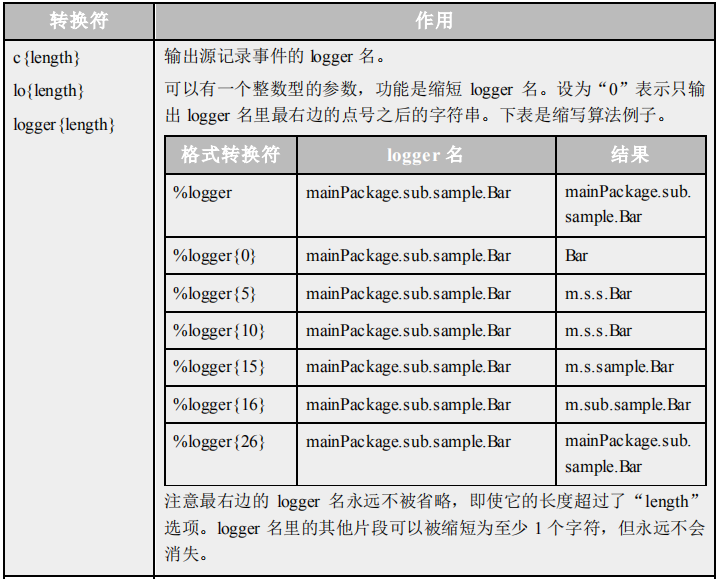 转换符 作用
c{length}
lo{length}
logger{length}
输出源记录事件的 logger 名。
可以有一个整数型的参数，功能是缩短 logger 名。设为“0”表示只输
出 logger 名里最右边的点号之后的字符串。下表是缩写算法例子。
格式转换符 logger 名 结果
%logger mainPackage.sub.sample.Bar mainPackage.sub.
sample.Bar
%logger{0} mainPackage.sub.sample.Bar Bar
%logger{5} mainPackage.sub.sample.Bar m.s.s.Bar
%logger{10} mainPackage.sub.sample.Bar m.s.s.Bar
%logger{15} mainPackage.sub.sample.Bar m.s.sample.Bar
%logger{16} mainPackage.sub.sample.Bar m.sub.sample.Bar
%logger{26} mainPackage.sub.sample.Bar mainPackage.sub.
sample.Bar
注意最右边的 logger 名永远不被省略，即使它的长度超过了“length”
选项。logger 名里的其他片段可以被缩短为至少 1 个字符，但永远不会
消失。